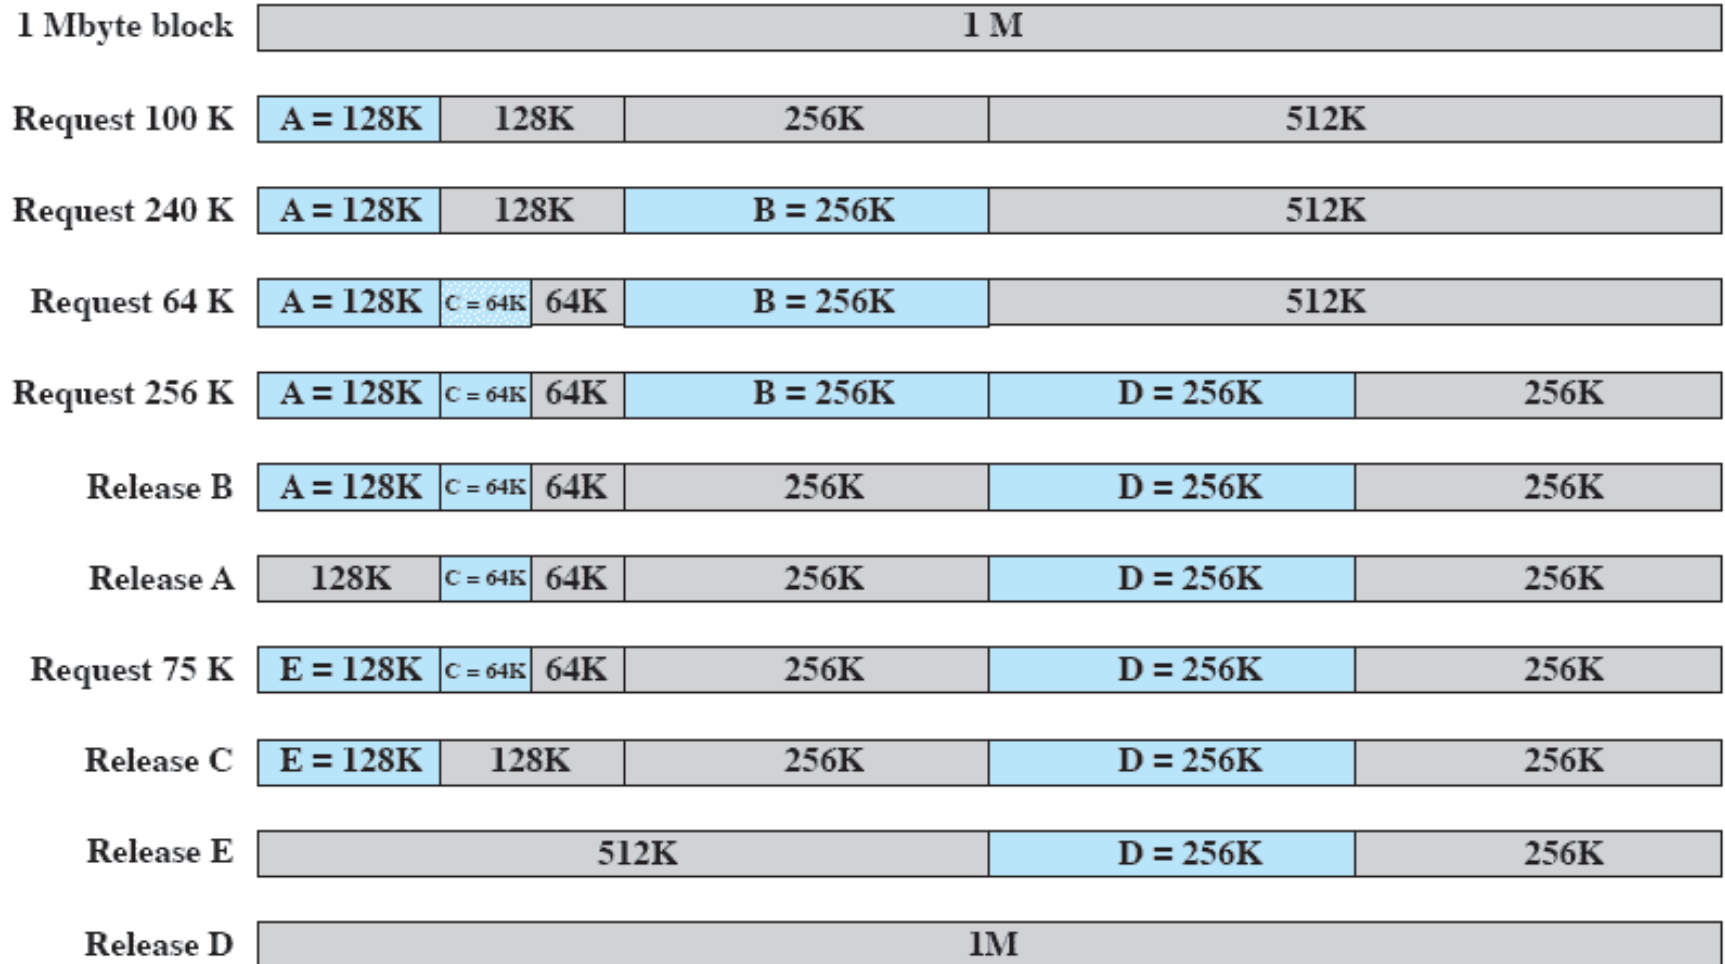 1 Mbyte block 1 M
Request 100 K A = 128K 128K 256K 512K
Request 240 K A = 128K 128K B = 256K 512K
Request 64 K A = 128K C = 64K 64K B = 256K 512K
Request 256 K A = 128K C = 64K 64K B = 256K D = 256K 256K
Release B A = 128K C = 64K 64K 256K D = 256K 256K
Release A 128K C = 64K 64K 256K D = 256K 256K
Request 75 K E = 128K C = 64K 64K 256K D = 256K 256K
Release C E = 128K 128K 256K D = 256K 256K
Release E 512K D = 256K 256K
Release D 1M